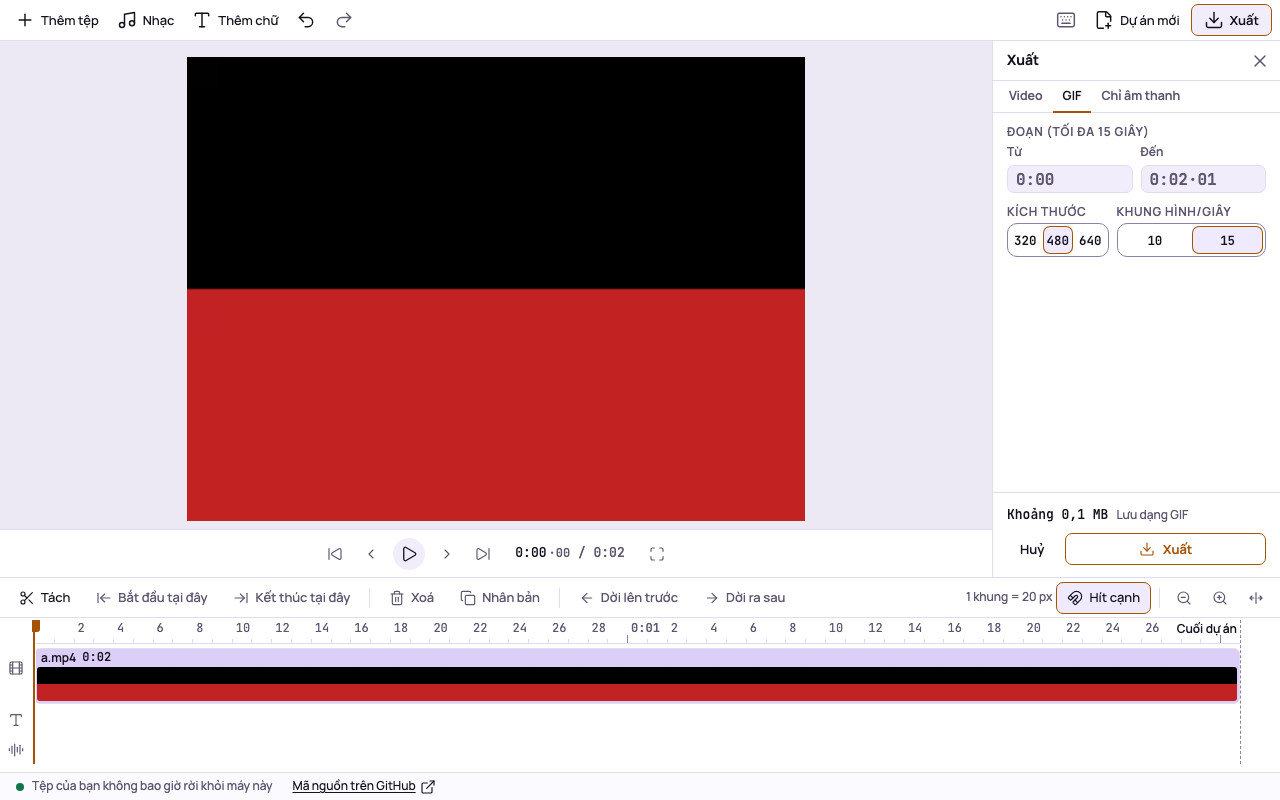 Thêm tệp Nhạc Thêm chữ Dự án mới Xuất
Xuất
Video GIF Chỉ âm thanh
ĐOẠN (TỐI ĐA 15 GIÂY)
Từ Đến
0:00 0:02·01
KÍCH THƯỚC KHUNG HÌNH/GIÂY
320 480 640 10 15
Khoảng 0,1 MB Lưu dạng GIF
Huỷ Xuất
0:00·00 / 0:02
Tách Bắt đầu tại đây Kết thúc tại đây Xoá Nhân bản Dời lên trước Dời ra sau 1 khung = 20 px Hít cạnh
2 4 6 8 10 12 14 16 18 20 22 24 26 28 0:01 2 4 6 8 10 12 14 16 18 20 22 24 26 Cuối dự án
a.mp4 0:02
Tệp của bạn không bao giờ rời khỏi máy này Mã nguồn trên GitHub